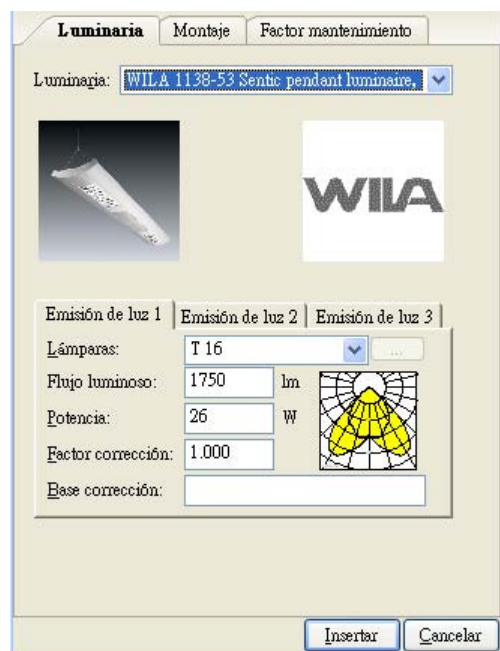 Luminaria Montaje Factor mantenimiento
Luminaria: WILA 1138-53 Sentic pendant luminaire,
WILA
Emisión de luz 1 Emisión de luz 2 Emisión de luz 3
Lámparas: T 16 ...
Flujo luminoso: 1750 lm
Potencia: 26 W
Factor corrección: 1.000
Base corrección:
Insertar Cancelar